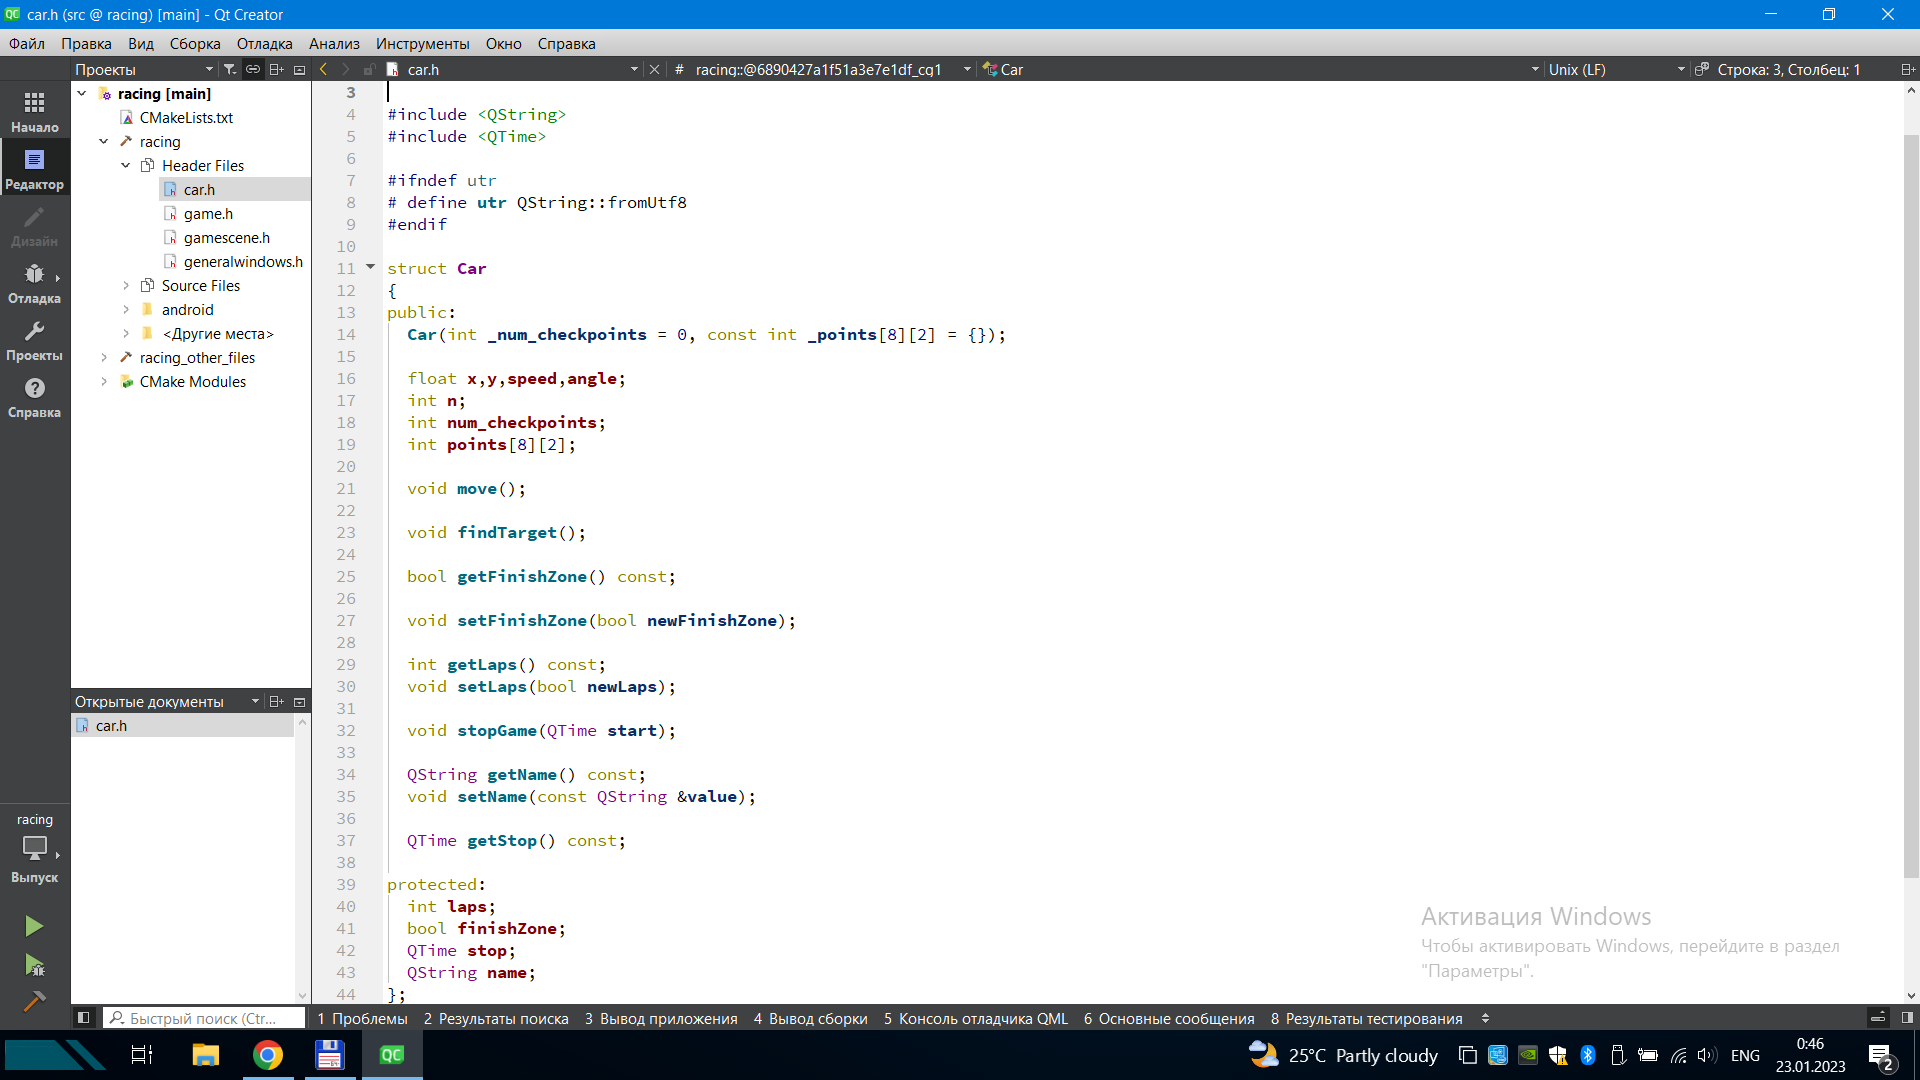 car.h (src @ racing) [main] - Qt Creator
Файл Правка Вид Сборка Отладка Анализ Инструменты Окно Справка
Проекты
car.h
# racing::@6890427a1f51a3e7e1df_cg1
Car
Unix (LF)
Строка: 3, Столбец: 1
Начало
Редактор
Дизайн
Отладка
Проекты
Справка
racing
Выпуск
racing [main]
CMakeLists.txt
racing
Header Files
car.h
game.h
gamescene.h
generalwindows.h
Source Files
android
<Другие места>
racing_other_files
CMake Modules
Открытые документы
car.h
3
4 #include <QString>
5 #include <QTime>
6
7 #ifndef utr
8 # define utr QString::fromUtf8
9 #endif
10
11 struct Car
12 {
13 public:
14 Car(int _num_checkpoints = 0, const int _points[8][2] = {});
15
16 float x,y,speed,angle;
17 int n;
18 int num_checkpoints;
19 int points[8][2];
20
21 void move();
22
23 void findTarget();
24
25 bool getFinishZone() const;
26
27 void setFinishZone(bool newFinishZone);
28
29 int getLaps() const;
30 void setLaps(bool newLaps);
31
32 void stopGame(QTime start);
33
34 QString getName() const;
35 void setName(const QString &value);
36
37 QTime getStop() const;
38
39 protected:
40 int laps;
41 bool finishZone;
42 QTime stop;
43 QString name;
44 };
Активация Windows
Чтобы активировать Windows, перейдите в раздел
"Параметры".
Быстрый поиск (Ctr...
1 Проблемы 2 Результаты поиска 3 Вывод приложения 4 Вывод сборки 5 Консоль отладчика QML 6 Основные сообщения 8 Результаты тестирования
25°C Partly cloudy
ENG
0:46
23.01.2023
2